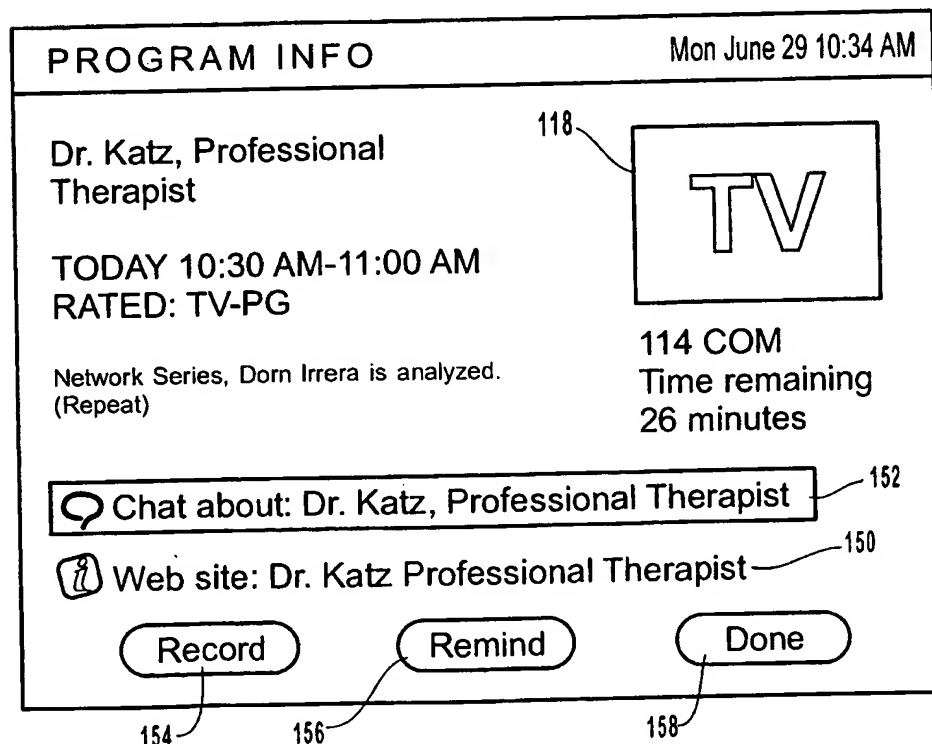 PROGRAM INFO
Mon June 29 10:34 AM
118
Dr. Katz, Professional
Therapist
TV
TODAY 10:30 AM-11:00 AM
RATED: TV-PG
114 COM
Time remaining
26 minutes
Network Series, Dorn Irrera is analyzed.
(Repeat)
Chat about: Dr. Katz, Professional Therapist
152
i Web site: Dr. Katz Professional Therapist
150
Record
Remind
Done
154
156
158